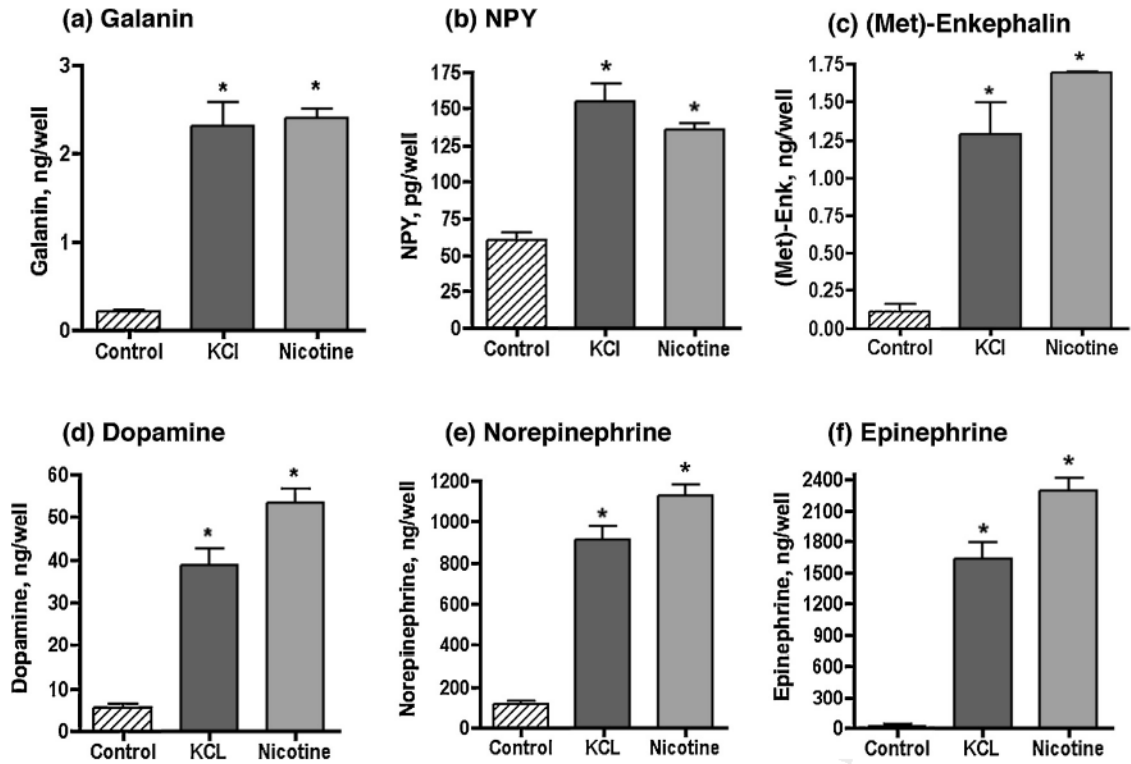 (a) Galanin
Galanin, ng/well
3
2
1
0
*
*
Control
KCl
Nicotine
(b) NPY
NPY, pg/well
175
150
125
100
75
50
25
0
*
*
Control
KCl
Nicotine
(c) (Met)-Enkephalin
(Met)-Enk, ng/well
1.75
1.50
1.25
1.00
0.75
0.50
0.25
0.00
*
*
Control
KCl
Nicotine
(d) Dopamine
Dopamine, ng/well
60
50
40
30
20
10
0
*
*
Control
KCL
Nicotine
(e) Norepinephrine
Norepinephrine, ng/well
1200
1000
800
600
400
200
0
*
*
Control
KCL
Nicotine
(f) Epinephrine
Epinephrine, ng/well
2400
2100
1800
1500
1200
900
600
300
0
*
*
Control
KCL
Nicotine